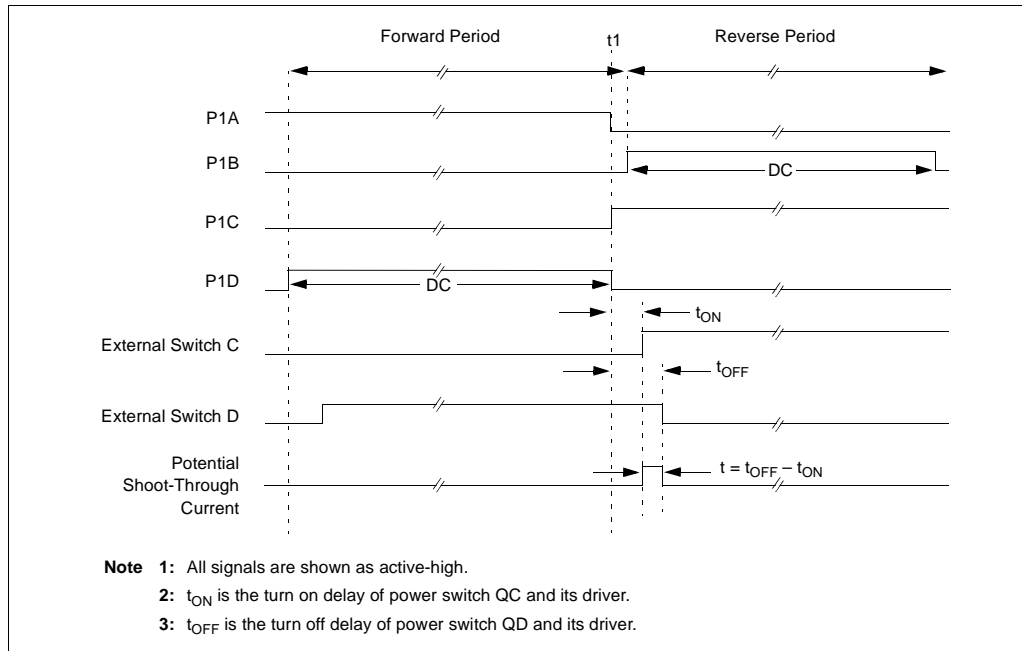 Forward Period
t1
Reverse Period
P1A
P1B
DC
P1C
P1D
DC
tON
External Switch C
tOFF
External Switch D
Potential
Shoot-Through
Current
t = tOFF – tON
Note 1: All signals are shown as active-high.
2: tON is the turn on delay of power switch QC and its driver.
3: tOFF is the turn off delay of power switch QD and its driver.